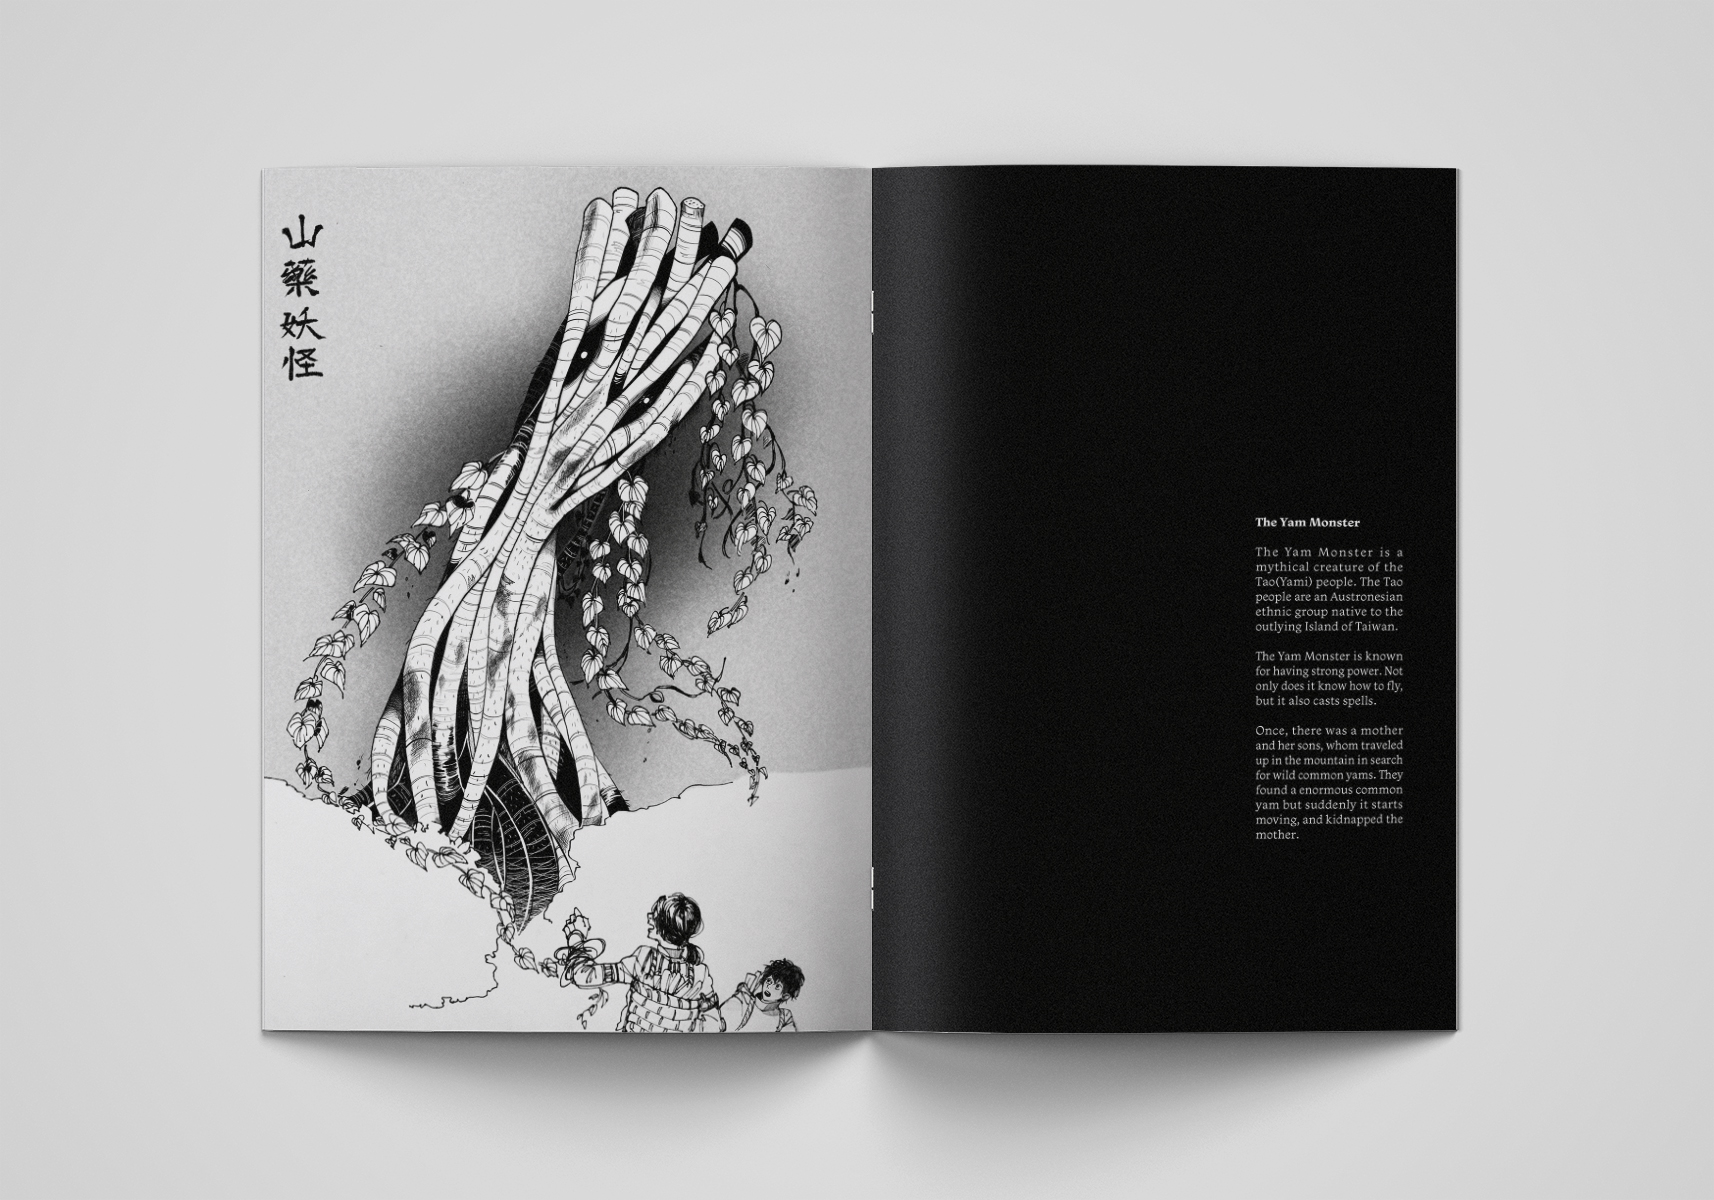 山藥妖怪
The Yam Monster
The Yam Monster is a
mythical creature of the
Tao(Yami) people. The Tao
people are an Austronesian
ethnic group native to the
outlying Island of Taiwan.
The Yam Monster is known
for having strong power. Not
only does it know how to fly,
but it also casts spells.
Once, there was a mother
and her sons, whom traveled
up in the mountain in search
for wild common yams. They
found a enormous common
yam but suddenly it starts
moving, and kidnapped the
mother.